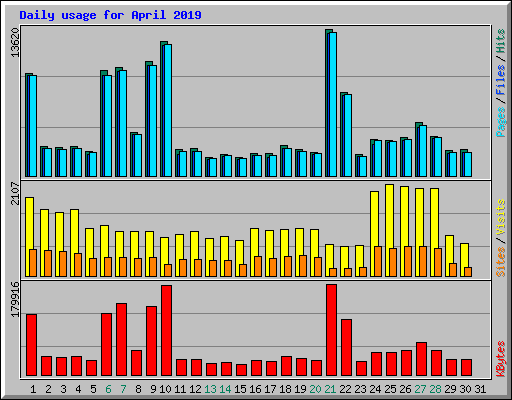 Daily usage for April 2019
13620
Pages / Files / Hits
2107
Sites / Visits
179916
KBytes
1 2 3 4 5 6 7 8 9 10 11 12 13 14 15 16 17 18 19 20 21 22 23 24 25 26 27 28 29 30 31